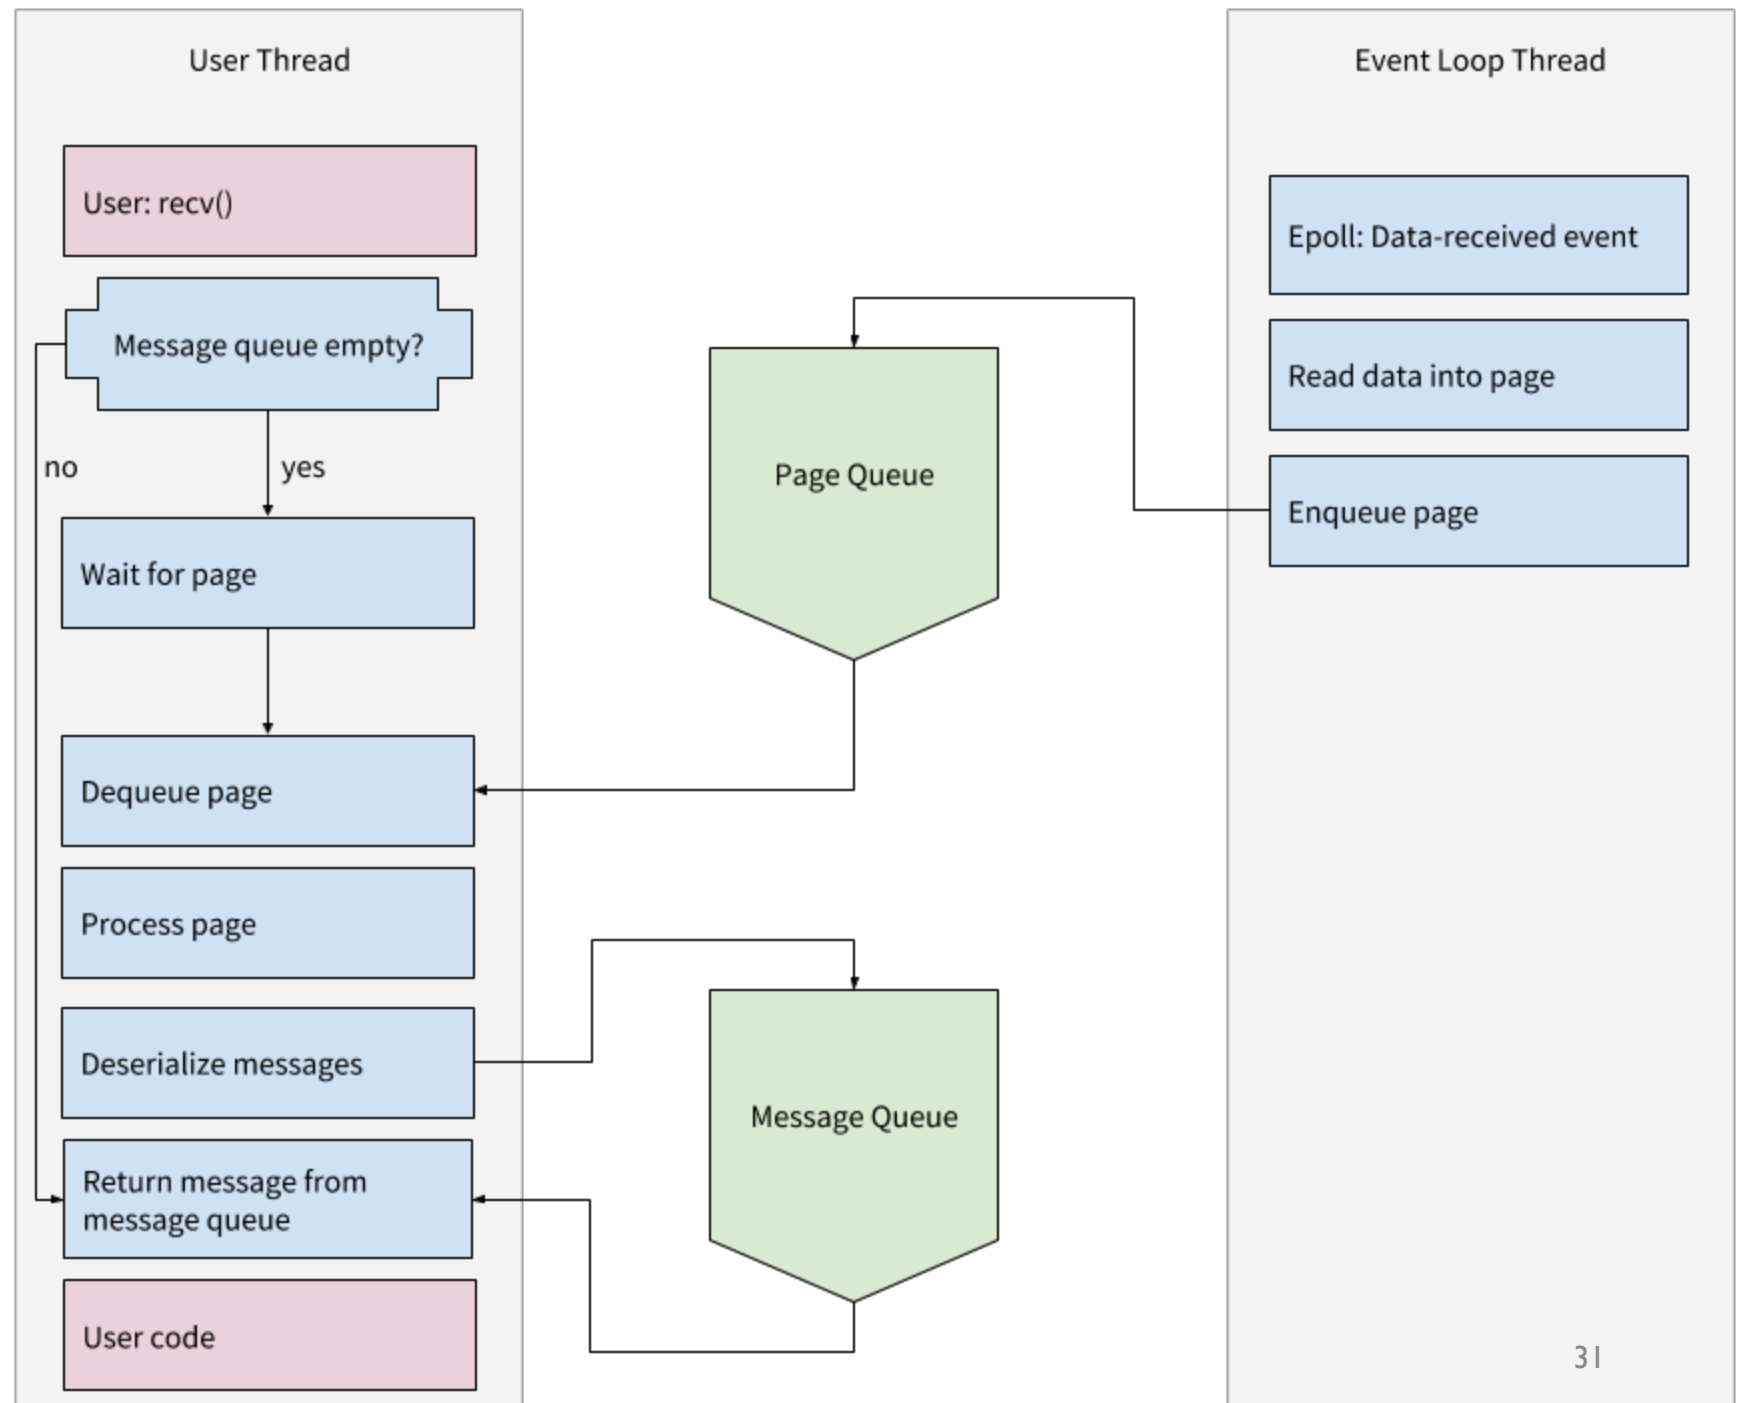 User Thread
User: recv()
Message queue empty?
no
yes
Wait for page
Dequeue page
Process page
Deserialize messages
Return message from
message queue
User code
Page Queue
Message Queue
Event Loop Thread
Epoll: Data-received event
Read data into page
Enqueue page
31